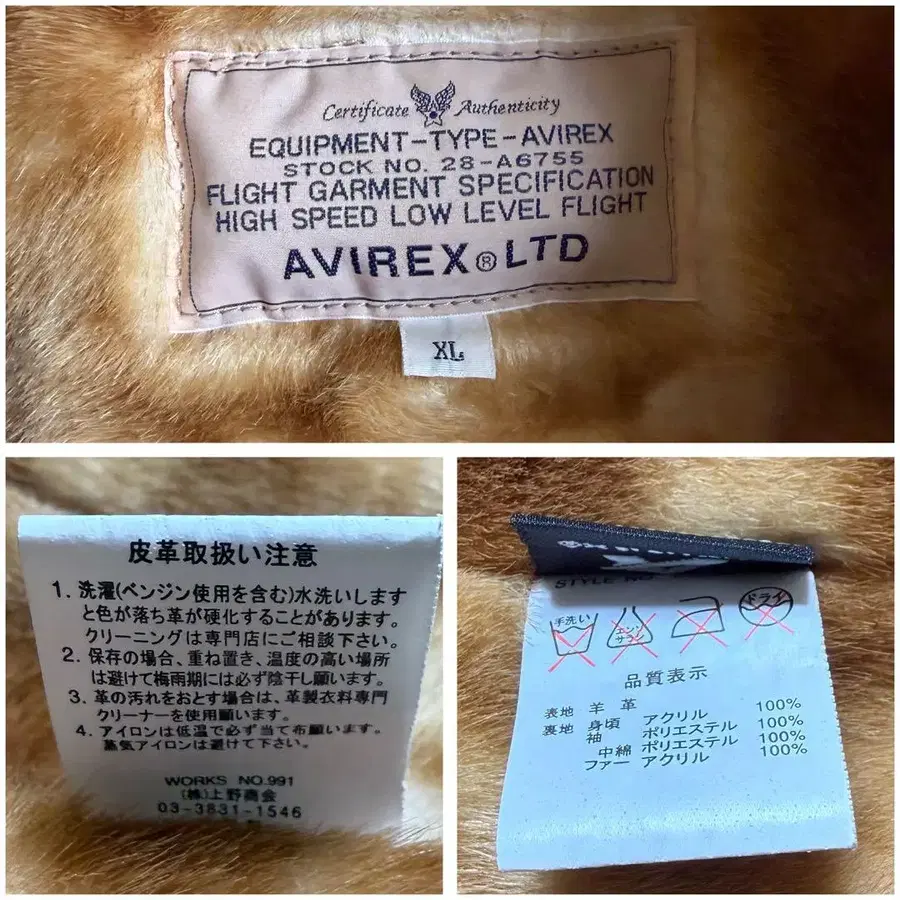 Certificate Authenticity
EQUIPMENT-TYPE-AVIREX
STOCK NO. 28-A6755
FLIGHT GARMENT SPECIFICATION
HIGH SPEED LOW LEVEL FLIGHT
AVIREX®LTD
XL
皮革取扱い注意
1. 洗濯(ベンジン使用を含む)水洗いします
と色が落ち革が硬化することがあります。
クリーニングは専門店にご相談下さい。
2. 保存の場合、重ね置き、温度の高い場所
は避けて梅雨期には必ず陰干し願います。
3. 革の汚れをおとす場合は、革製衣料専門
クリーナーを使用願います。
4. アイロンは低温で必ず当て布願います。
蒸気アイロンは避けて下さい。
WORKS NO.991
(株)上野商会
03-3831-1546
STYLE NO
手洗い
エンソ
サラシ
ドライ
品質表示
表地 羊革 100%
裏地 身頃 アクリル 100%
袖 ポリエステル 100%
中綿 ポリエステル 100%
ファー アクリル 100%